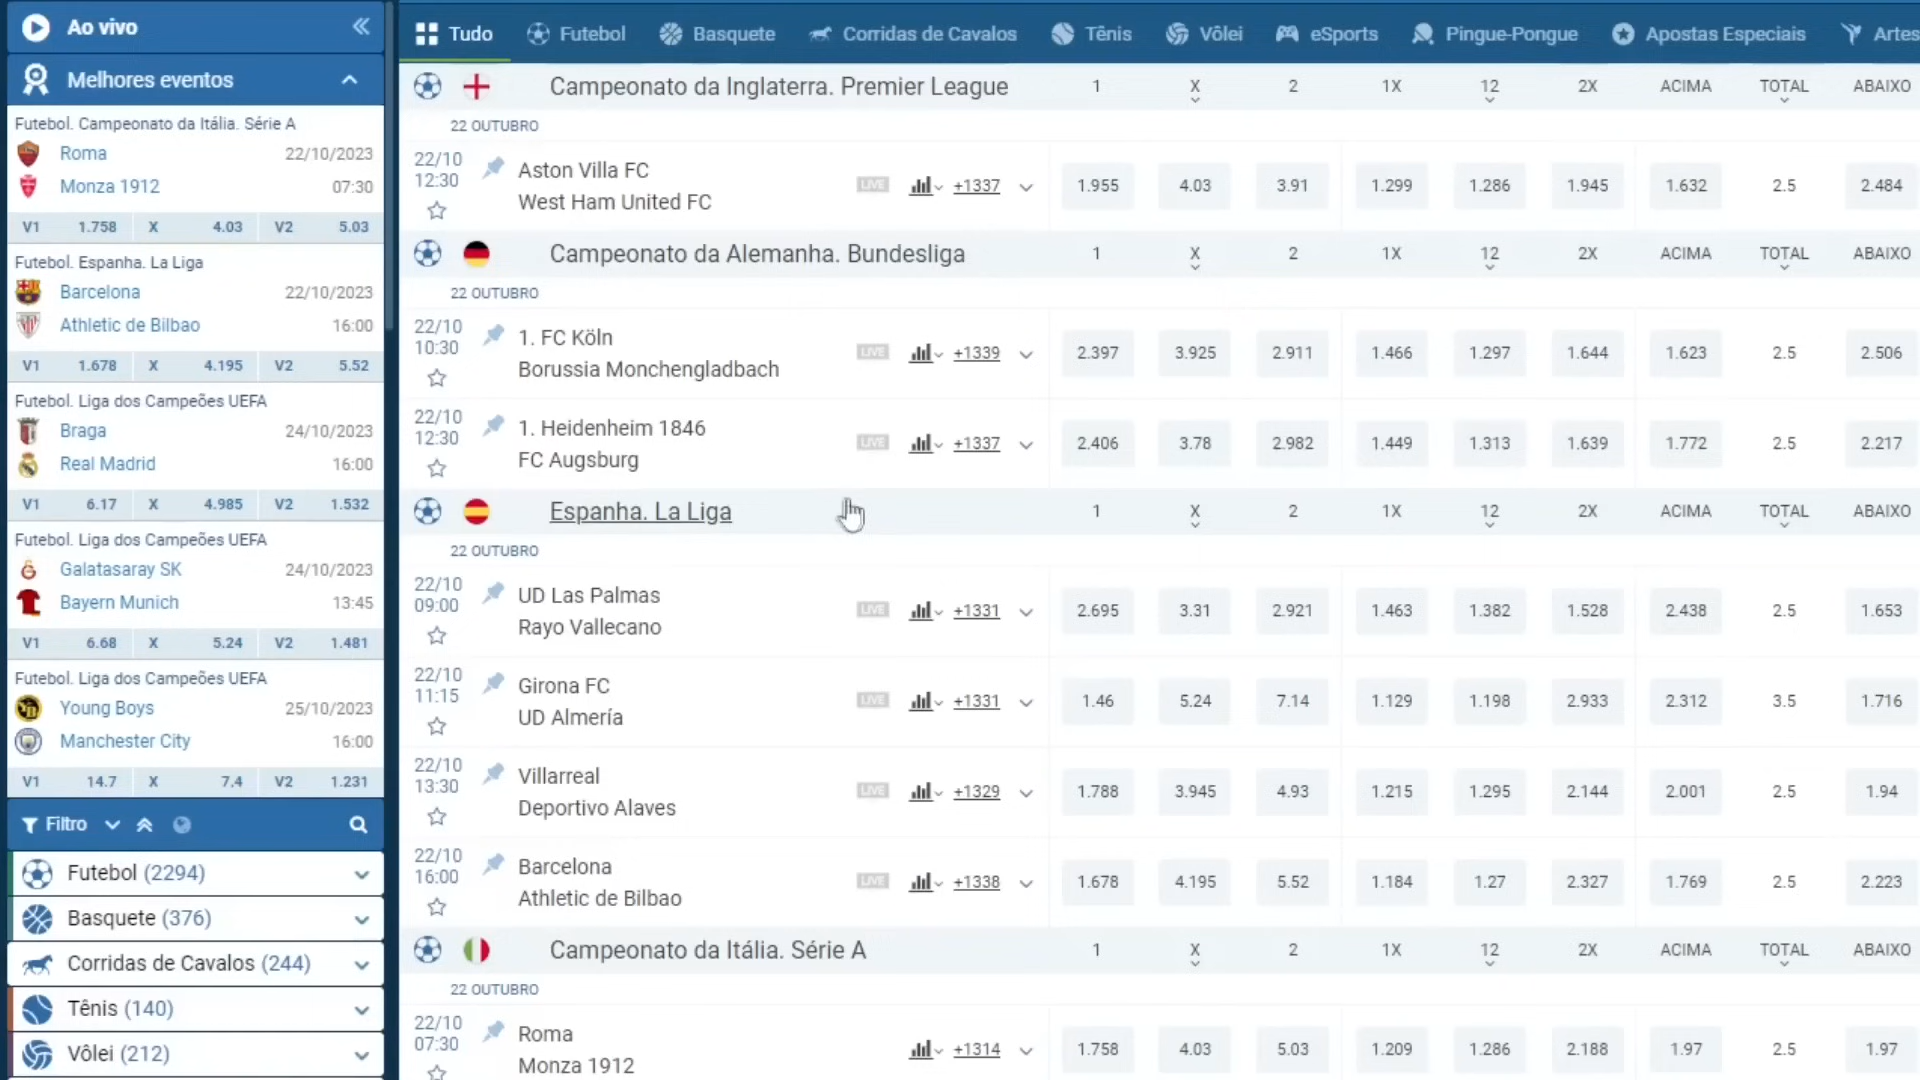 Ao vivo
Melhores eventos
Futebol. Campeonato da Itália. Série A
Roma 22/10/2023
Monza 1912 07:30
V1 1.758 X 4.03 V2 5.03
Futebol. Espanha. La Liga
Barcelona 22/10/2023
Athletic de Bilbao 16:00
V1 1.678 X 4.195 V2 5.52
Futebol. Liga dos Campeões UEFA
Braga 24/10/2023
Real Madrid 16:00
V1 6.17 X 4.985 V2 1.532
Futebol. Liga dos Campeões UEFA
Galatasaray SK 24/10/2023
Bayern Munich 13:45
V1 6.68 X 5.24 V2 1.481
Futebol. Liga dos Campeões UEFA
Young Boys 25/10/2023
Manchester City 16:00
V1 14.7 X 7.4 V2 1.231
Filtro
Futebol (2294)
Basquete (376)
Corridas de Cavalos (244)
Tênis (140)
Vôlei (212)
Tudo Futebol Basquete Corridas de Cavalos Tênis Vôlei eSports Pingue-Pongue Apostas Especiais Artes
Campeonato da Inglaterra. Premier League 1 X 2 1X 12 2X ACIMA TOTAL ABAIXO
22 OUTUBRO
22/10 12:30
Aston Villa FC
West Ham United FC
LIVE +1337 1.955 4.03 3.91 1.299 1.286 1.945 1.632 2.5 2.484
Campeonato da Alemanha. Bundesliga 1 X 2 1X 12 2X ACIMA TOTAL ABAIXO
22 OUTUBRO
22/10 10:30
1. FC Köln
Borussia Monchengladbach
LIVE +1339 2.397 3.925 2.911 1.466 1.297 1.644 1.623 2.5 2.506
22/10 12:30
1. Heidenheim 1846
FC Augsburg
LIVE +1337 2.406 3.78 2.982 1.449 1.313 1.639 1.772 2.5 2.217
Espanha. La Liga 1 X 2 1X 12 2X ACIMA TOTAL ABAIXO
22 OUTUBRO
22/10 09:00
UD Las Palmas
Rayo Vallecano
LIVE +1331 2.695 3.31 2.921 1.463 1.382 1.528 2.438 2.5 1.653
22/10 11:15
Girona FC
UD Almería
LIVE +1331 1.46 5.24 7.14 1.129 1.198 2.933 2.312 3.5 1.716
22/10 13:30
Villarreal
Deportivo Alaves
LIVE +1329 1.788 3.945 4.93 1.215 1.295 2.144 2.001 2.5 1.94
22/10 16:00
Barcelona
Athletic de Bilbao
LIVE +1338 1.678 4.195 5.52 1.184 1.27 2.327 1.769 2.5 2.223
Campeonato da Itália. Série A 1 X 2 1X 12 2X ACIMA TOTAL ABAIXO
22 OUTUBRO
22/10 07:30
Roma
Monza 1912
+1314 1.758 4.03 5.03 1.209 1.286 2.188 1.97 2.5 1.97